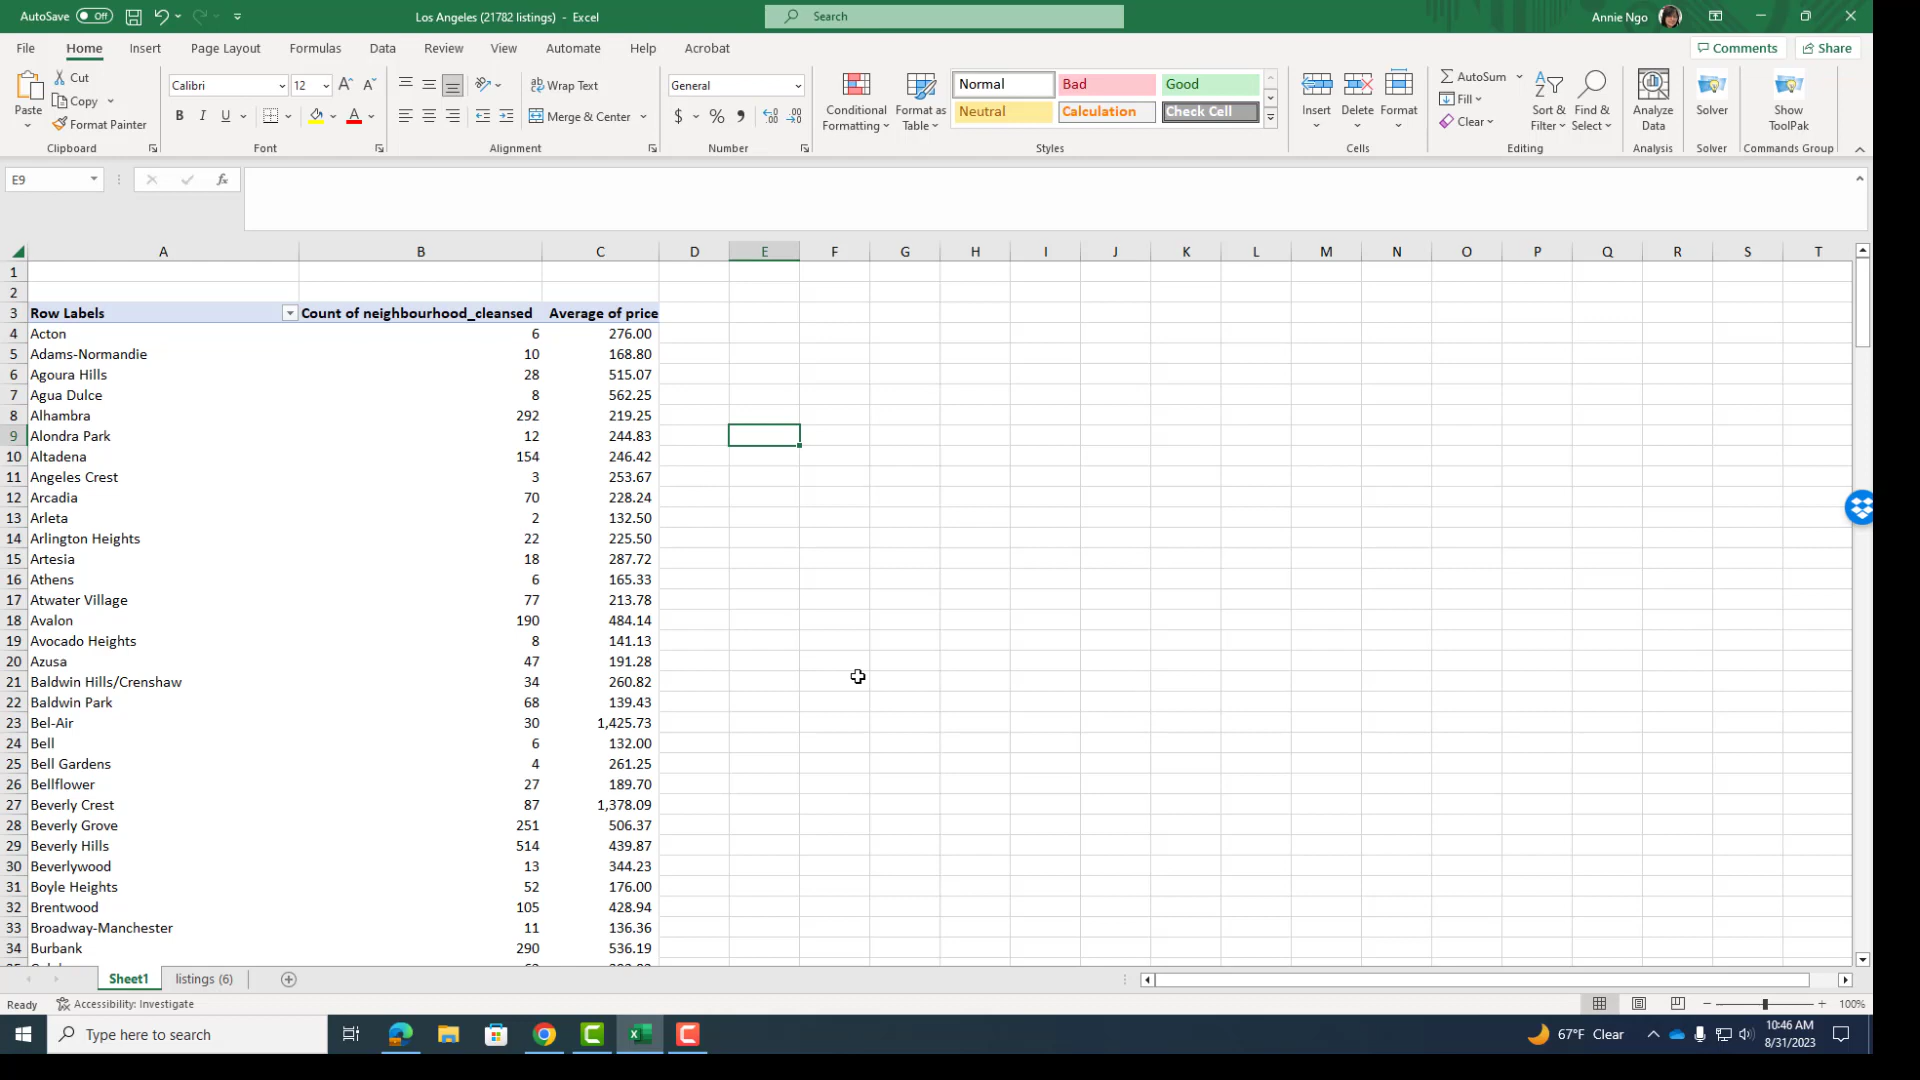 AutoSave Off Los Angeles (21782 listings) - Excel Search Annie Ngo
File Home Insert Page Layout Formulas Data Review View Automate Help Acrobat Comments Share
Paste Cut Copy Format Painter Clipboard
Calibri 12 B I U A Font
Wrap Text Merge & Center Alignment
General $ % Number
Conditional Formatting Format as Table
Normal Bad Good
Neutral Calculation Check Cell
Styles
Insert Delete Format Cells
AutoSum Fill Clear Sort & Filter Find & Select Editing
Analyze Data Analysis
Solver Solver
Show ToolPak Commands Group
E9 fx
A B C D E F G H I J K L M N O P Q R S T
1
2
3 Row Labels Count of neighbourhood_cleansed Average of price
4 Acton 6 276.00
5 Adams-Normandie 10 168.80
6 Agoura Hills 28 515.07
7 Agua Dulce 8 562.25
8 Alhambra 292 219.25
9 Alondra Park 12 244.83
10 Altadena 154 246.42
11 Angeles Crest 3 253.67
12 Arcadia 70 228.24
13 Arleta 2 132.50
14 Arlington Heights 22 225.50
15 Artesia 18 287.72
16 Athens 6 165.33
17 Atwater Village 77 213.78
18 Avalon 190 484.14
19 Avocado Heights 8 141.13
20 Azusa 47 191.28
21 Baldwin Hills/Crenshaw 34 260.82
22 Baldwin Park 68 139.43
23 Bel-Air 30 1,425.73
24 Bell 6 132.00
25 Bell Gardens 4 261.25
26 Bellflower 27 189.70
27 Beverly Crest 87 1,378.09
28 Beverly Grove 251 506.37
29 Beverly Hills 514 439.87
30 Beverlywood 13 344.23
31 Boyle Heights 52 176.00
32 Brentwood 105 428.94
33 Broadway-Manchester 11 136.36
34 Burbank 290 536.19
Sheet1 listings (6)
Ready Accessibility: Investigate 100%
Type here to search 67°F Clear 10:46 AM
8/31/2023